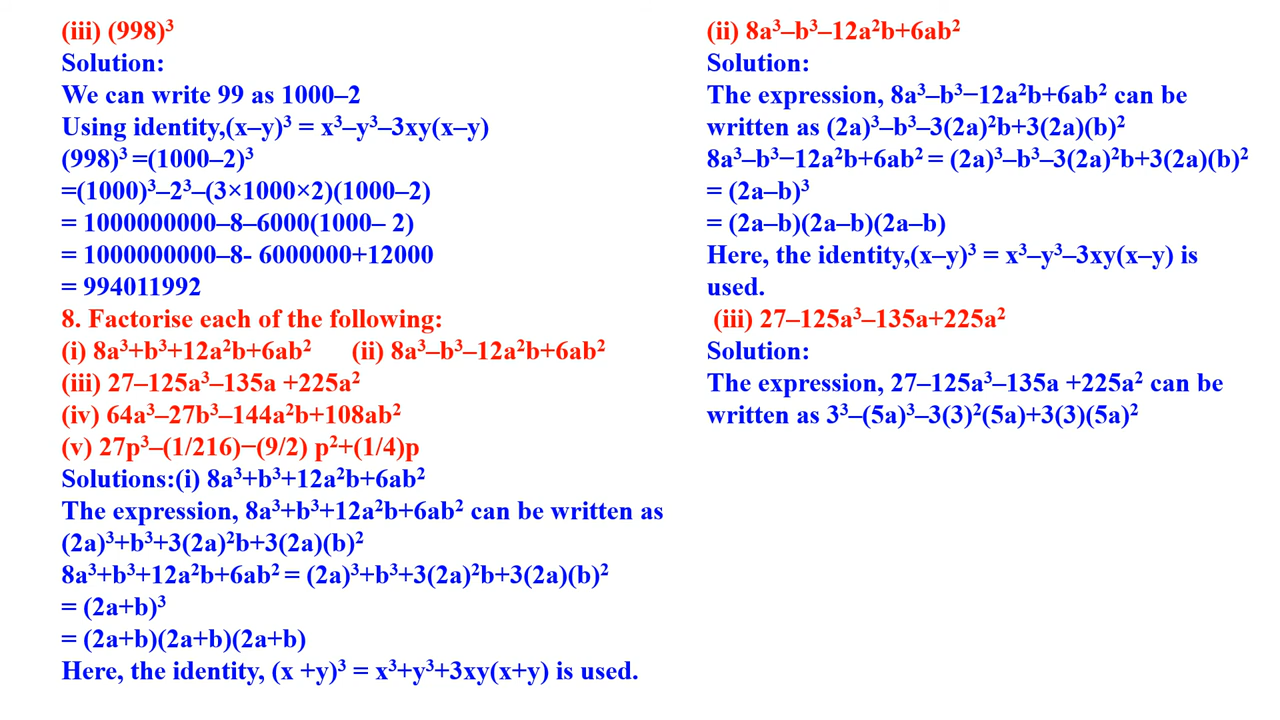 (iii) (998)³
Solution:
We can write 99 as 1000–2
Using identity,(x–y)³ = x³–y³–3xy(x–y)
(998)³ =(1000–2)³
=(1000)³–2³–(3×1000×2)(1000–2)
= 1000000000–8–6000(1000– 2)
= 1000000000–8- 6000000+12000
= 994011992
8. Factorise each of the following:
(i) 8a³+b³+12a²b+6ab² (ii) 8a³–b³–12a²b+6ab²
(iii) 27–125a³–135a +225a²
(iv) 64a³–27b³–144a²b+108ab²
(v) 27p³–(1/216)−(9/2) p²+(1/4)p
Solutions:(i) 8a³+b³+12a²b+6ab²
The expression, 8a³+b³+12a²b+6ab² can be written as
(2a)³+b³+3(2a)²b+3(2a)(b)²
8a³+b³+12a²b+6ab² = (2a)³+b³+3(2a)²b+3(2a)(b)²
= (2a+b)³
= (2a+b)(2a+b)(2a+b)
Here, the identity, (x +y)³ = x³+y³+3xy(x+y) is used.
(ii) 8a³–b³–12a²b+6ab²
Solution:
The expression, 8a³–b³−12a²b+6ab² can be
written as (2a)³–b³–3(2a)²b+3(2a)(b)²
8a³–b³−12a²b+6ab² = (2a)³–b³–3(2a)²b+3(2a)(b)²
= (2a–b)³
= (2a–b)(2a–b)(2a–b)
Here, the identity,(x–y)³ = x³–y³–3xy(x–y) is
used.
(iii) 27–125a³–135a+225a²
Solution:
The expression, 27–125a³–135a +225a² can be
written as 3³–(5a)³–3(3)²(5a)+3(3)(5a)²